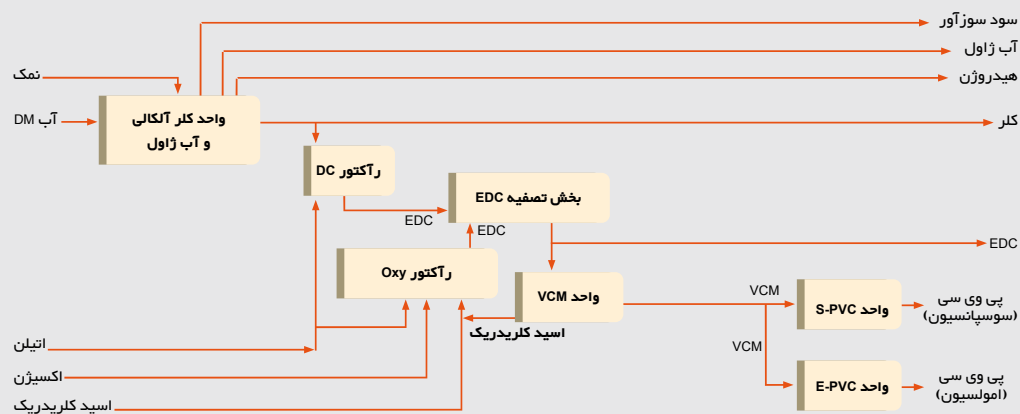 سود سوزآور
آب ژاول
هیدروژن
نمک
آب DM
واحد کلر آلکالی
و آب ژاول
کلر
رآکتور DC
بخش تصفیه EDC
EDC
EDC
EDC
رآکتور Oxy
واحد VCM
اسید کلریدریک
VCM
واحد S-PVC
پی وی سی
(سوسپانسیون)
VCM
اتیلن
اکسیژن
اسید کلریدریک
واحد E-PVC
پی وی سی
(امولسیون)